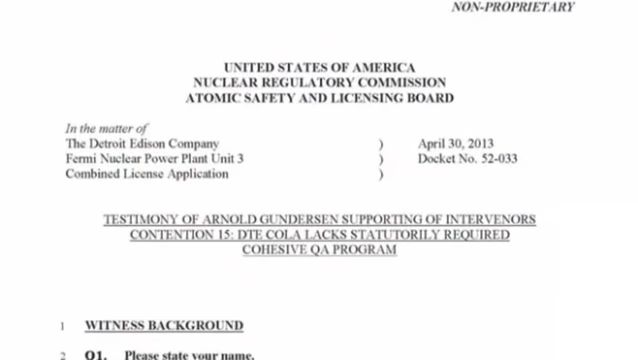 NON-PROPRIETARY
UNITED STATES OF AMERICA
NUCLEAR REGULATORY COMMISSION
ATOMIC SAFETY AND LICENSING BOARD
In the matter of
The Detroit Edison Company ) April 30, 2013
Fermi Nuclear Power Plant Unit 3 ) Docket No. 52-033
Combined License Application )
TESTIMONY OF ARNOLD GUNDERSEN SUPPORTING OF INTERVENORS
CONTENTION 15: DTE COLA LACKS STATUTORILY REQUIRED
COHESIVE QA PROGRAM
1 WITNESS BACKGROUND
2 Q1. Please state your name.